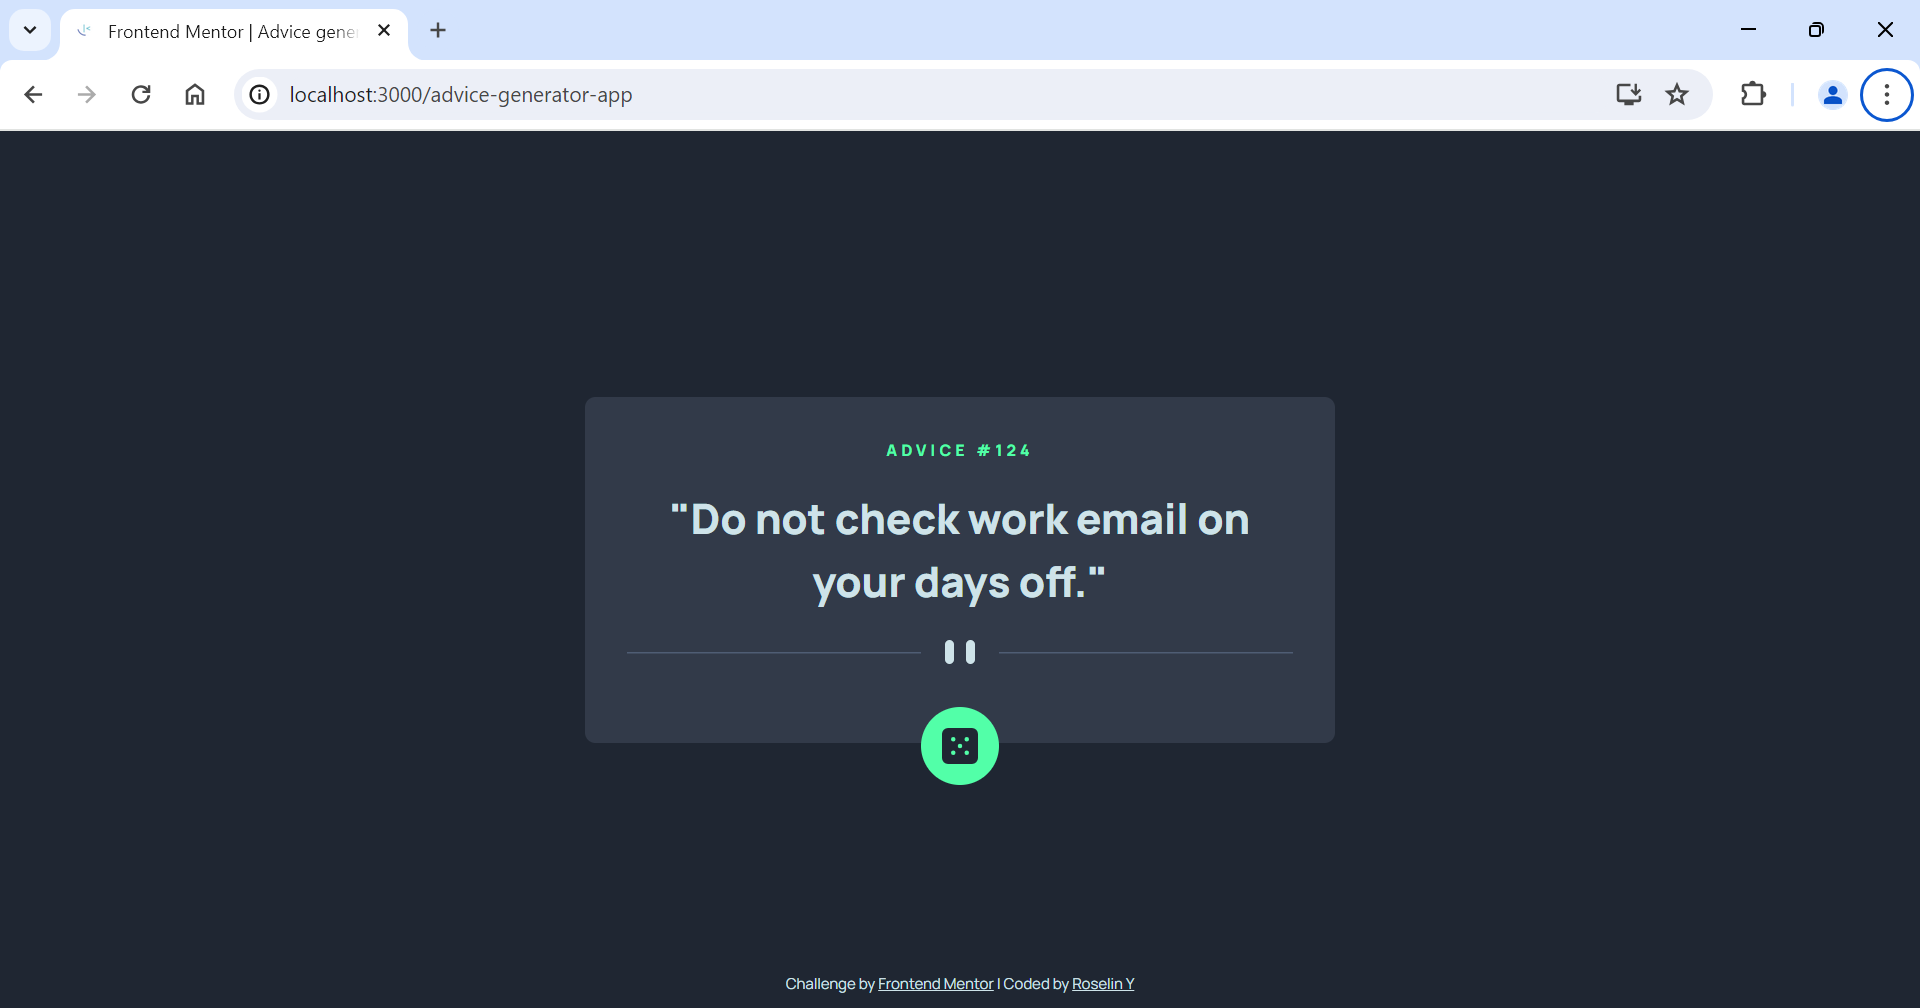 Frontend Mentor | Advice gene
localhost:3000/advice-generator-app
ADVICE #124
"Do not check work email on
your days off."
Challenge by Frontend Mentor | Coded by Roselin Y